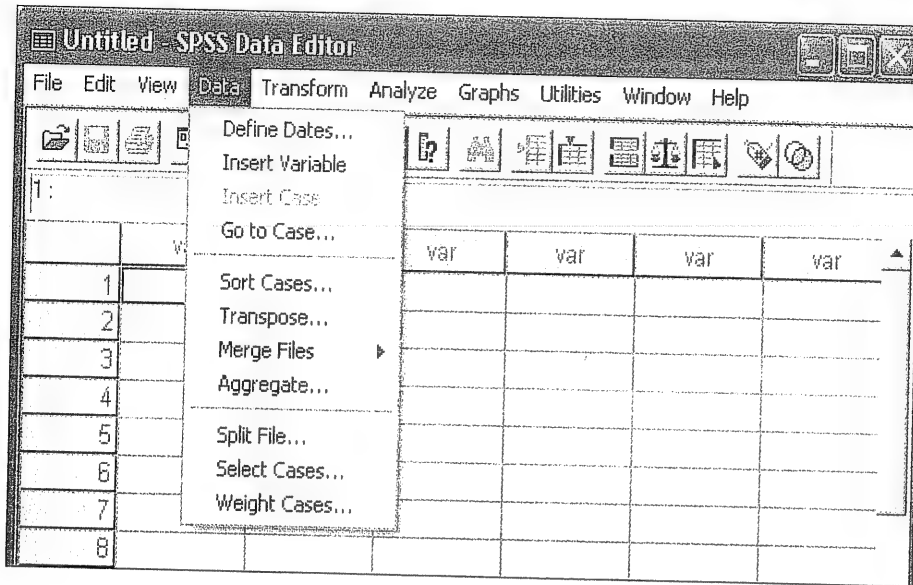 Untitled - SPSS Data Editor
File Edit View Data Transform Analyze Graphs Utilities Window Help
Define Dates...
Insert Variable
Insert Case
Go to Case...
1:
var var var var
Sort Cases...
Transpose...
Merge Files
Aggregate...
Split File...
Select Cases...
Weight Cases...
1
2
3
4
5
6
7
8